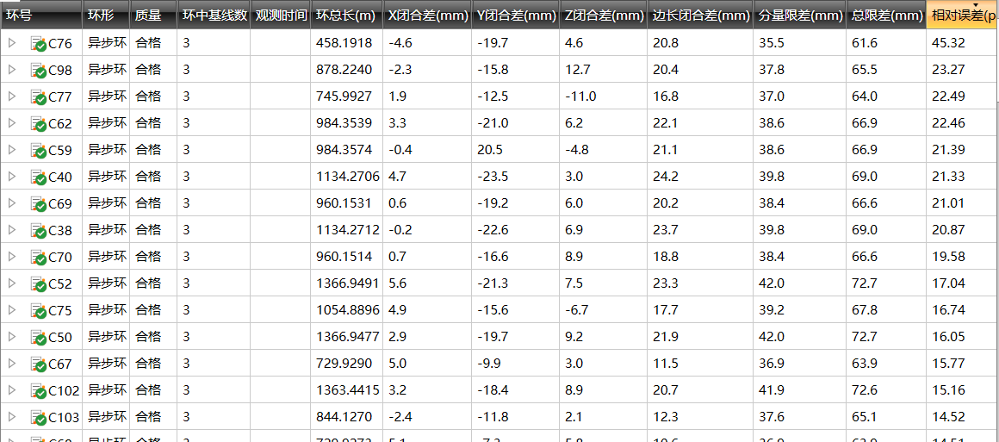 环号 环形 质量 环中基线数 观测时间 环总长(m) X闭合差(mm) Y闭合差(mm) Z闭合差(mm) 边长闭合差(mm) 分量限差(mm) 总限差(mm) 相对误差(p
C76 异步环 合格 3 458.1918 -4.6 -19.7 4.6 20.8 35.5 61.6 45.32
C98 异步环 合格 3 878.2240 -2.3 -15.8 12.7 20.4 37.8 65.5 23.27
C77 异步环 合格 3 745.9927 1.9 -12.5 -11.0 16.8 37.0 64.0 22.49
C62 异步环 合格 3 984.3539 3.3 -21.0 6.2 22.1 38.6 66.9 22.46
C59 异步环 合格 3 984.3574 -0.4 20.5 -4.8 21.1 38.6 66.9 21.39
C40 异步环 合格 3 1134.2706 4.7 -23.5 3.0 24.2 39.8 69.0 21.33
C69 异步环 合格 3 960.1531 0.6 -19.2 6.0 20.2 38.4 66.6 21.01
C38 异步环 合格 3 1134.2712 -0.2 -22.6 6.9 23.7 39.8 69.0 20.87
C70 异步环 合格 3 960.1514 0.7 -16.6 8.9 18.8 38.4 66.6 19.58
C52 异步环 合格 3 1366.9491 5.6 -21.3 7.5 23.3 42.0 72.7 17.04
C75 异步环 合格 3 1054.8896 4.9 -15.6 -6.7 17.7 39.2 67.8 16.74
C50 异步环 合格 3 1366.9477 2.9 -19.7 9.2 21.9 42.0 72.7 16.05
C67 异步环 合格 3 729.9290 5.0 -9.9 3.0 11.5 36.9 63.9 15.77
C102 异步环 合格 3 1363.4415 3.2 -18.4 8.9 20.7 41.9 72.6 15.16
C103 异步环 合格 3 844.1270 -2.4 -11.8 2.1 12.3 37.6 65.1 14.52